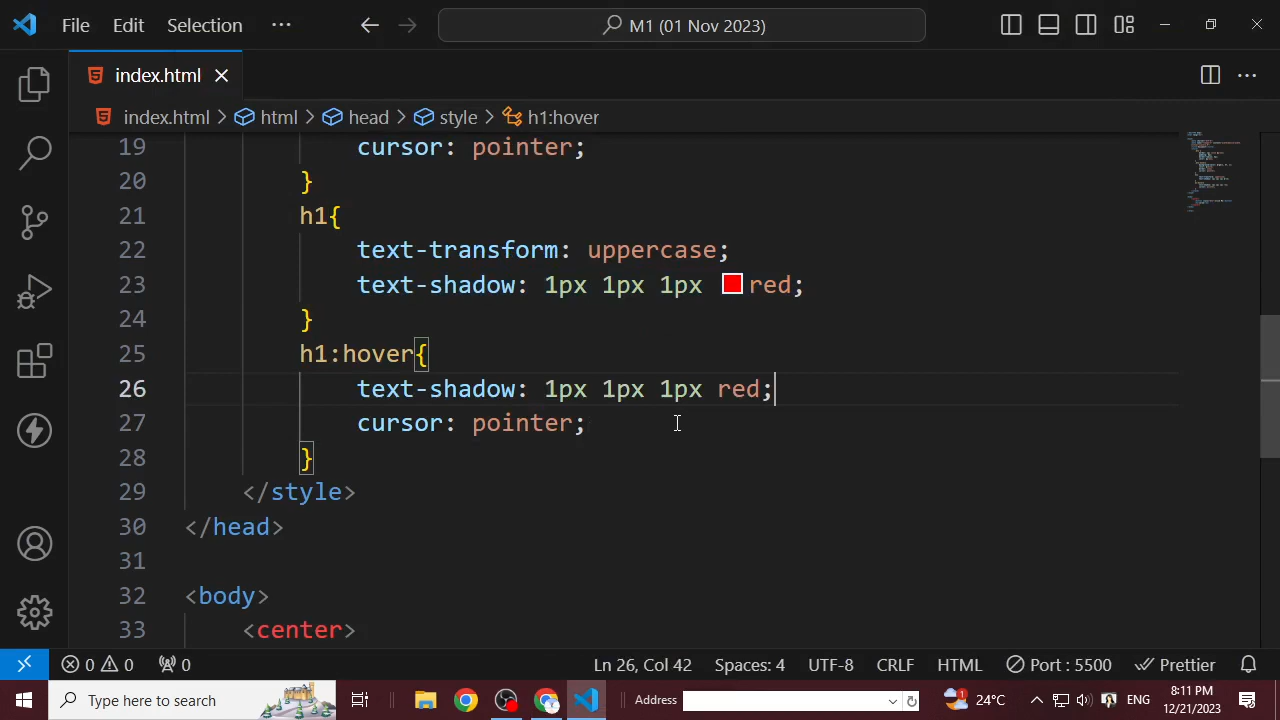 File Edit Selection ··· M1 (01 Nov 2023)
index.html
index.html > html > head > style > h1:hover
19 cursor: pointer;
20 }
21 h1{
22 text-transform: uppercase;
23 text-shadow: 1px 1px 1px red;
24 }
25 h1:hover{
26 text-shadow: 1px 1px 1px red;
27 cursor: pointer;
28 }
29 </style>
30 </head>
31
32 <body>
33 <center>
0 0 0 Ln 26, Col 42 Spaces: 4 UTF-8 CRLF HTML Port : 5500 Prettier
Type here to search Address 1 24°C ENG 8:11 PM
12/21/2023